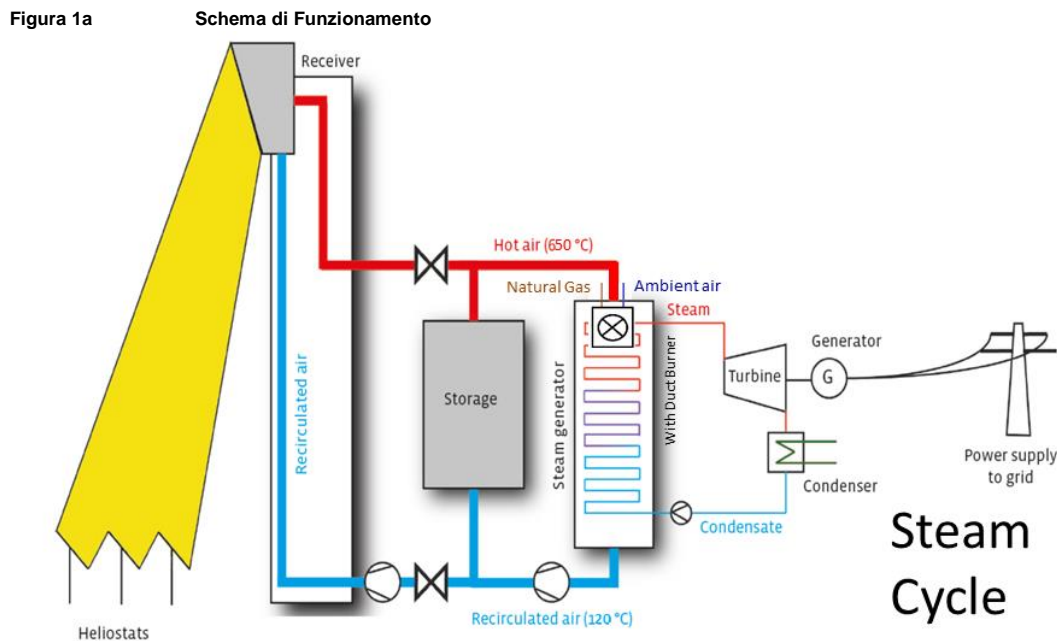 Figura 1a Schema di Funzionamento
Receiver
Hot air (650 °C)
Natural Gas
Ambient air
Steam
Recirculated air
Storage
Steam generator
With Duct Burner
Turbine
Generator
G
Condenser
Condensate
Power supply
to grid
Recirculated air (120 °C)
Heliostats
Steam
Cycle